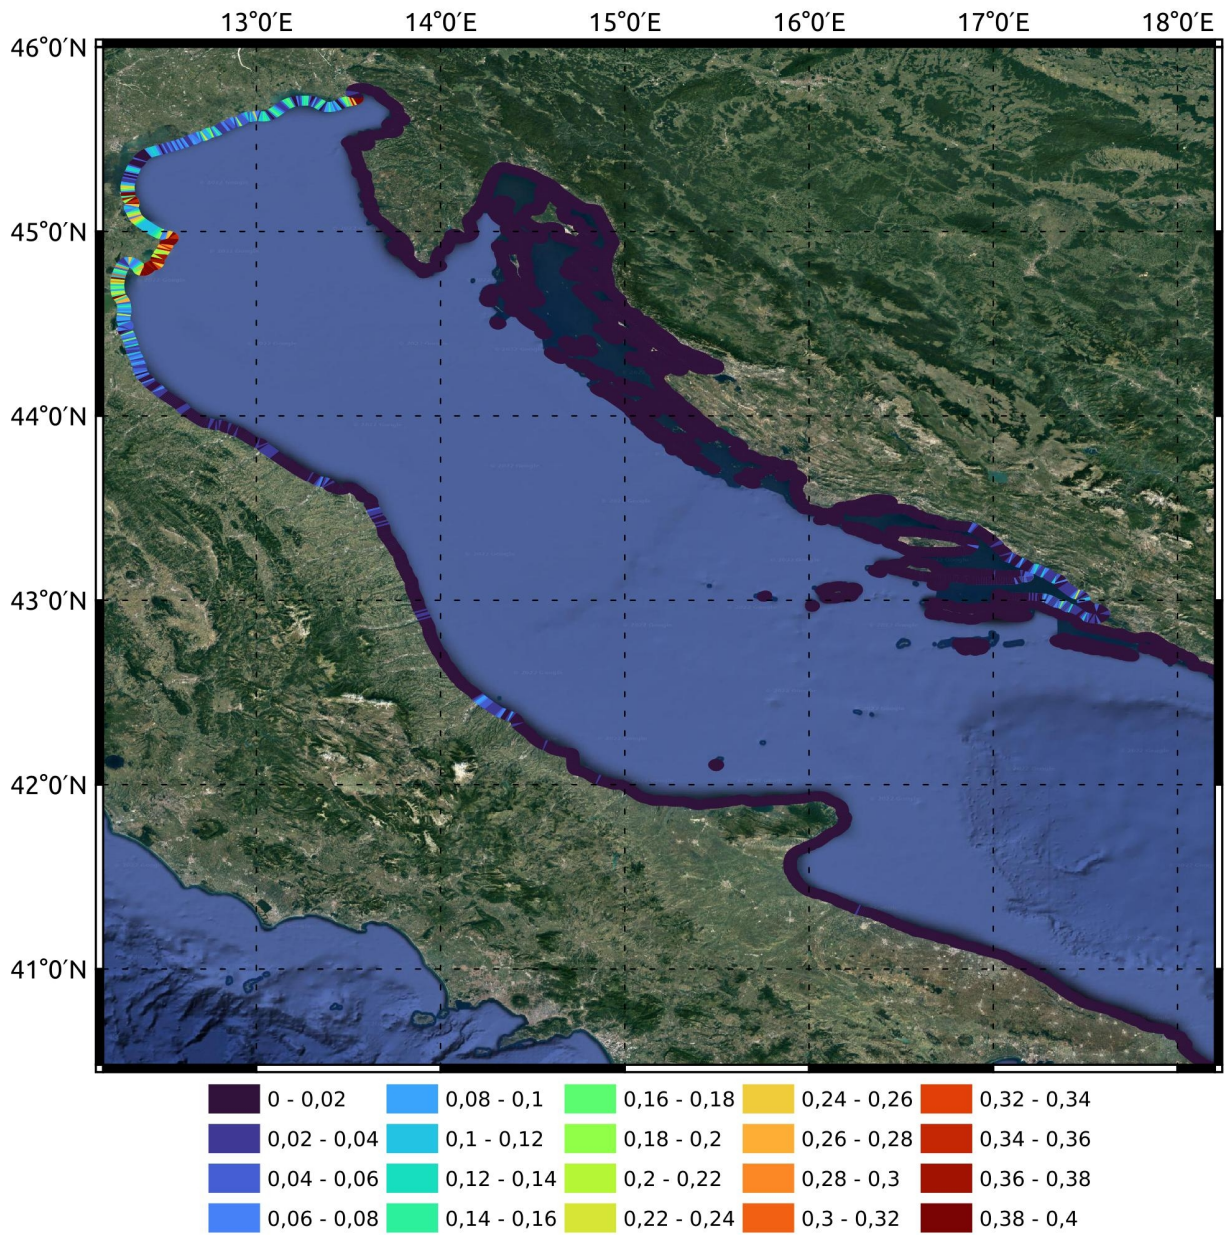 13°0′E 14°0′E 15°0′E 16°0′E 17°0′E 18°0′E
46°0′N
45°0′N
44°0′N
43°0′N
42°0′N
41°0′N
0 - 0,02 0,08 - 0,1 0,16 - 0,18 0,24 - 0,26 0,32 - 0,34
0,02 - 0,04 0,1 - 0,12 0,18 - 0,2 0,26 - 0,28 0,34 - 0,36
0,04 - 0,06 0,12 - 0,14 0,2 - 0,22 0,28 - 0,3 0,36 - 0,38
0,06 - 0,08 0,14 - 0,16 0,22 - 0,24 0,3 - 0,32 0,38 - 0,4